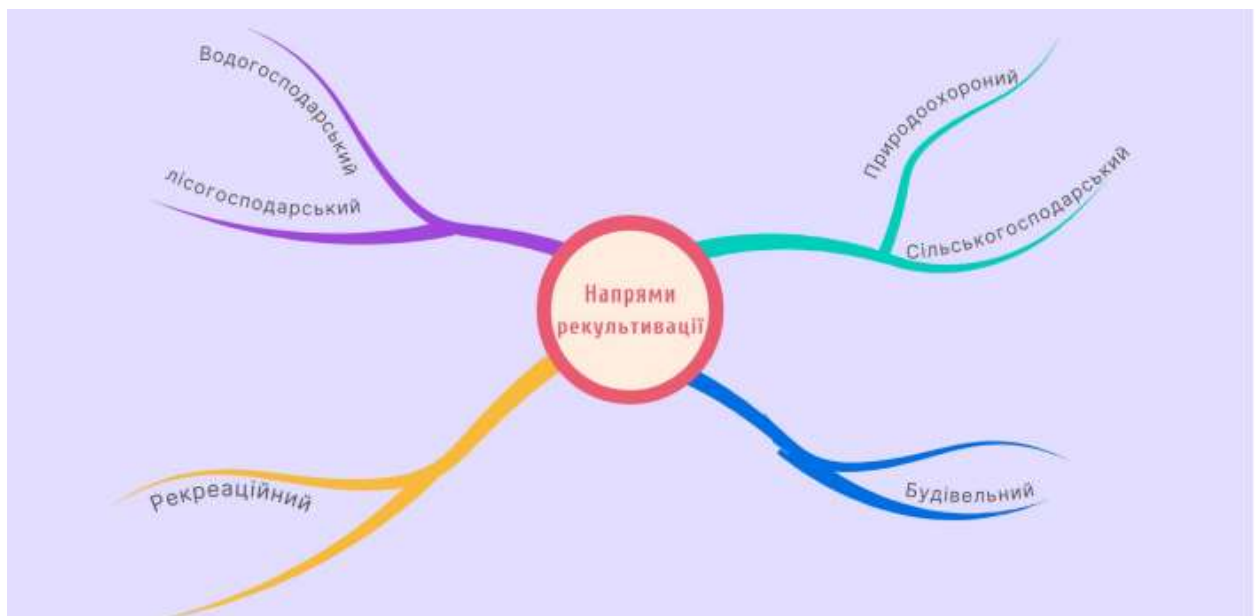 Водогосподарський
лісогосподарський
Природоохороний
Сільськогосподарський
Напрями
рекультивації
Рекреаційний
Будівельний